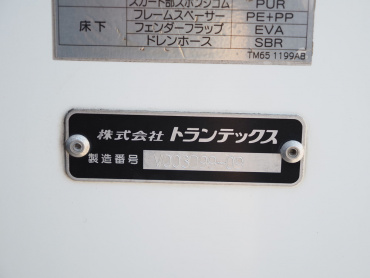 スカート部スポンジゴム PUR
床下 フレームスペーサー PE+PP
フェンダーフラップ EVA
ドレンホース SBR
TM65 1199AB
株式会社 トランテックス
製造番号